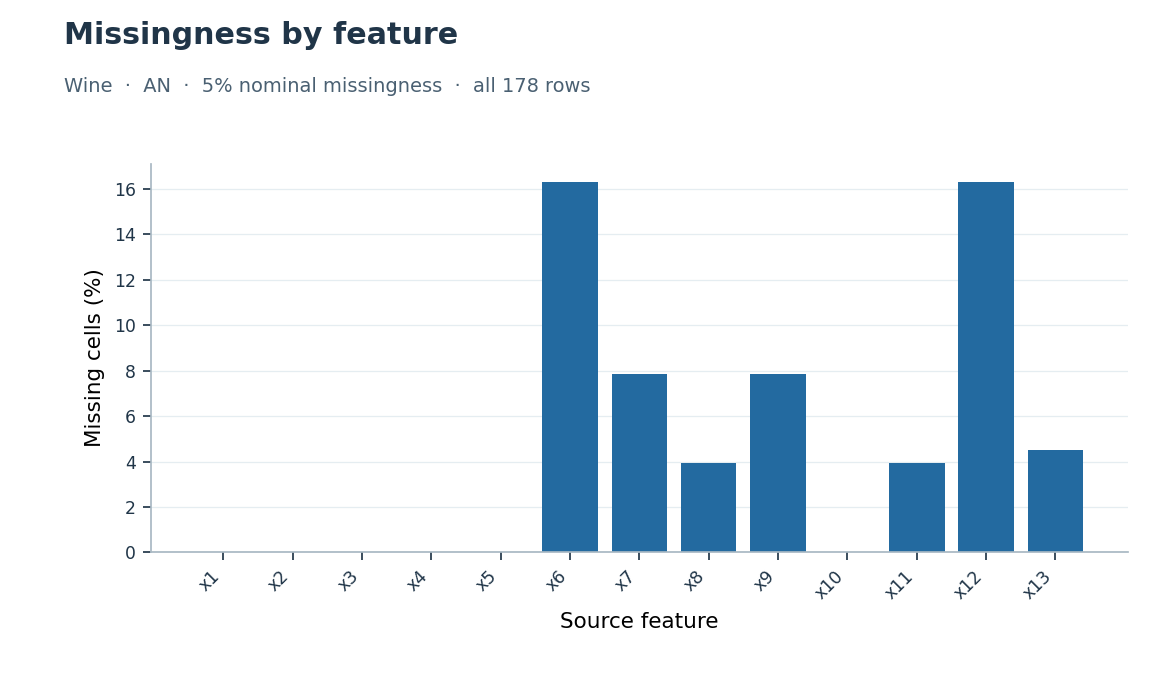 Missingness by feature
Wine · AN · 5% nominal missingness · all 178 rows
Missing cells (%)
16
14
12
10
8
6
4
2
0
x1 x2 x3 x4 x5 x6 x7 x8 x9 x10 x11 x12 x13
Source feature